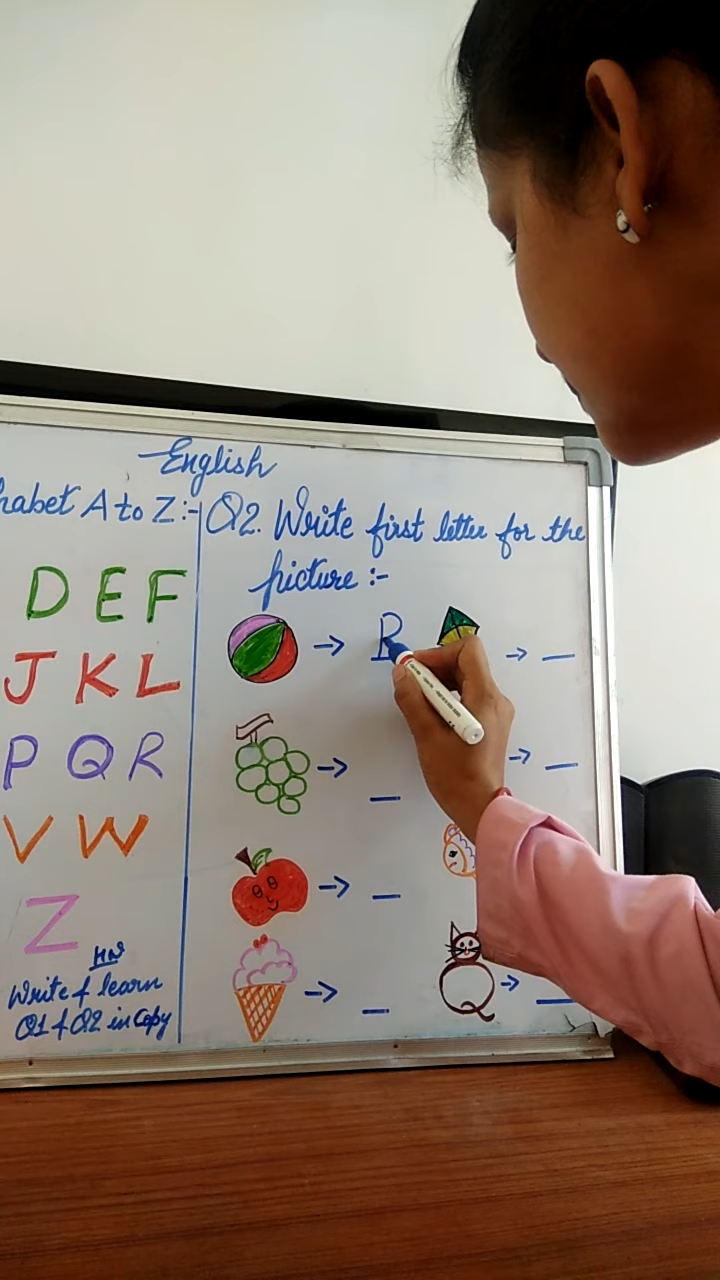 English
habet A to Z :-
D E F
J K L
P Q R
V W
Z
HW
Write & learn
Q1 & Q2 in Copy
Q2. Write first letter for the
picture :-
→ B
→ _
→ _
→ _
→ _
→ _
→ _